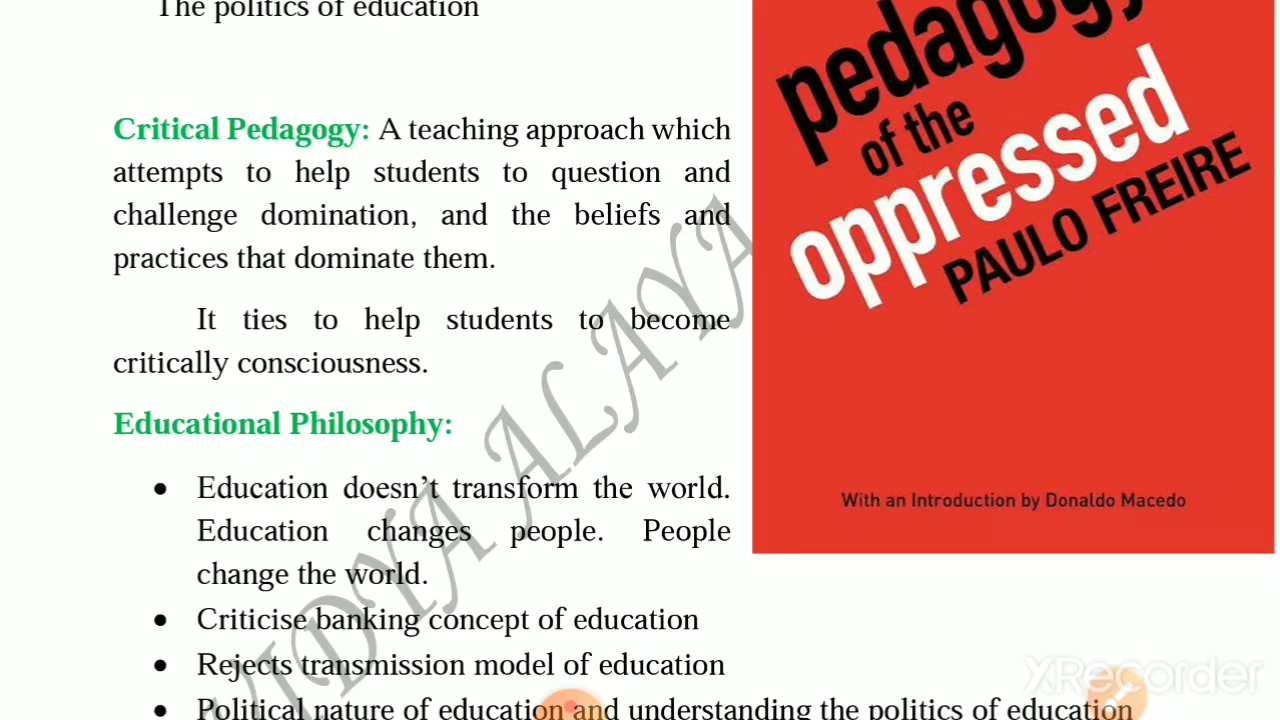 The politics of education
Critical Pedagogy: A teaching approach which
attempts to help students to question and
challenge domination, and the beliefs and
practices that dominate them.
It ties to help students to become
critically consciousness.
Educational Philosophy:
• Education doesn't transform the world.
Education changes people. People
change the world.
• Criticise banking concept of education
• Rejects transmission model of education
• Political nature of education and understanding the politics of education
pedagogy
of the
oppressed
PAULO FREIRE
With an Introduction by Donaldo Macedo
VIDYA ALAYA
XRecorder